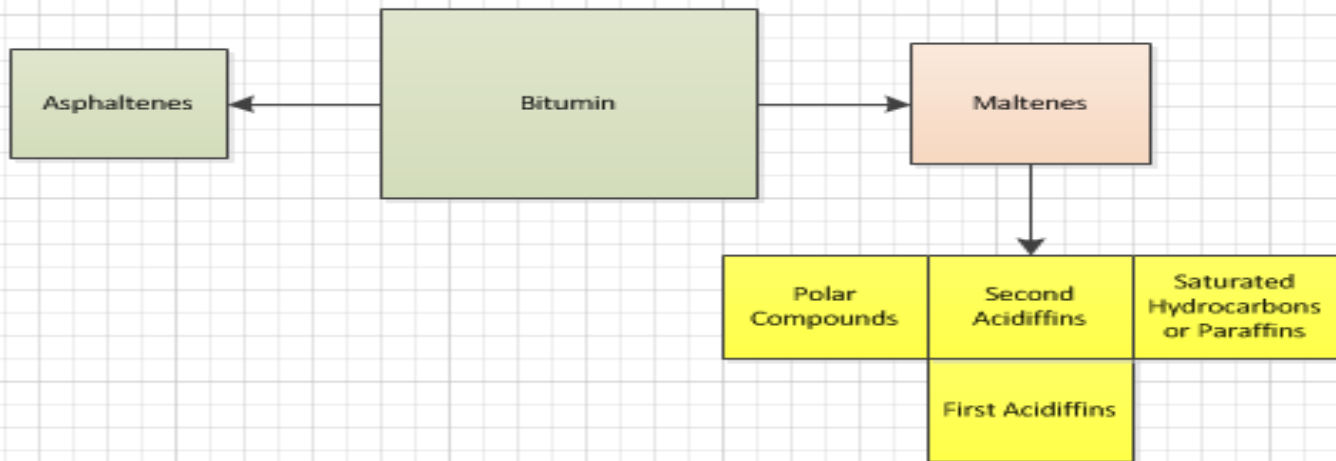 Asphaltenes
Bitumin
Maltenes
Polar
Compounds
Second
Acidiffins
Saturated
Hydrocarbons
or Paraffins
First Acidiffins